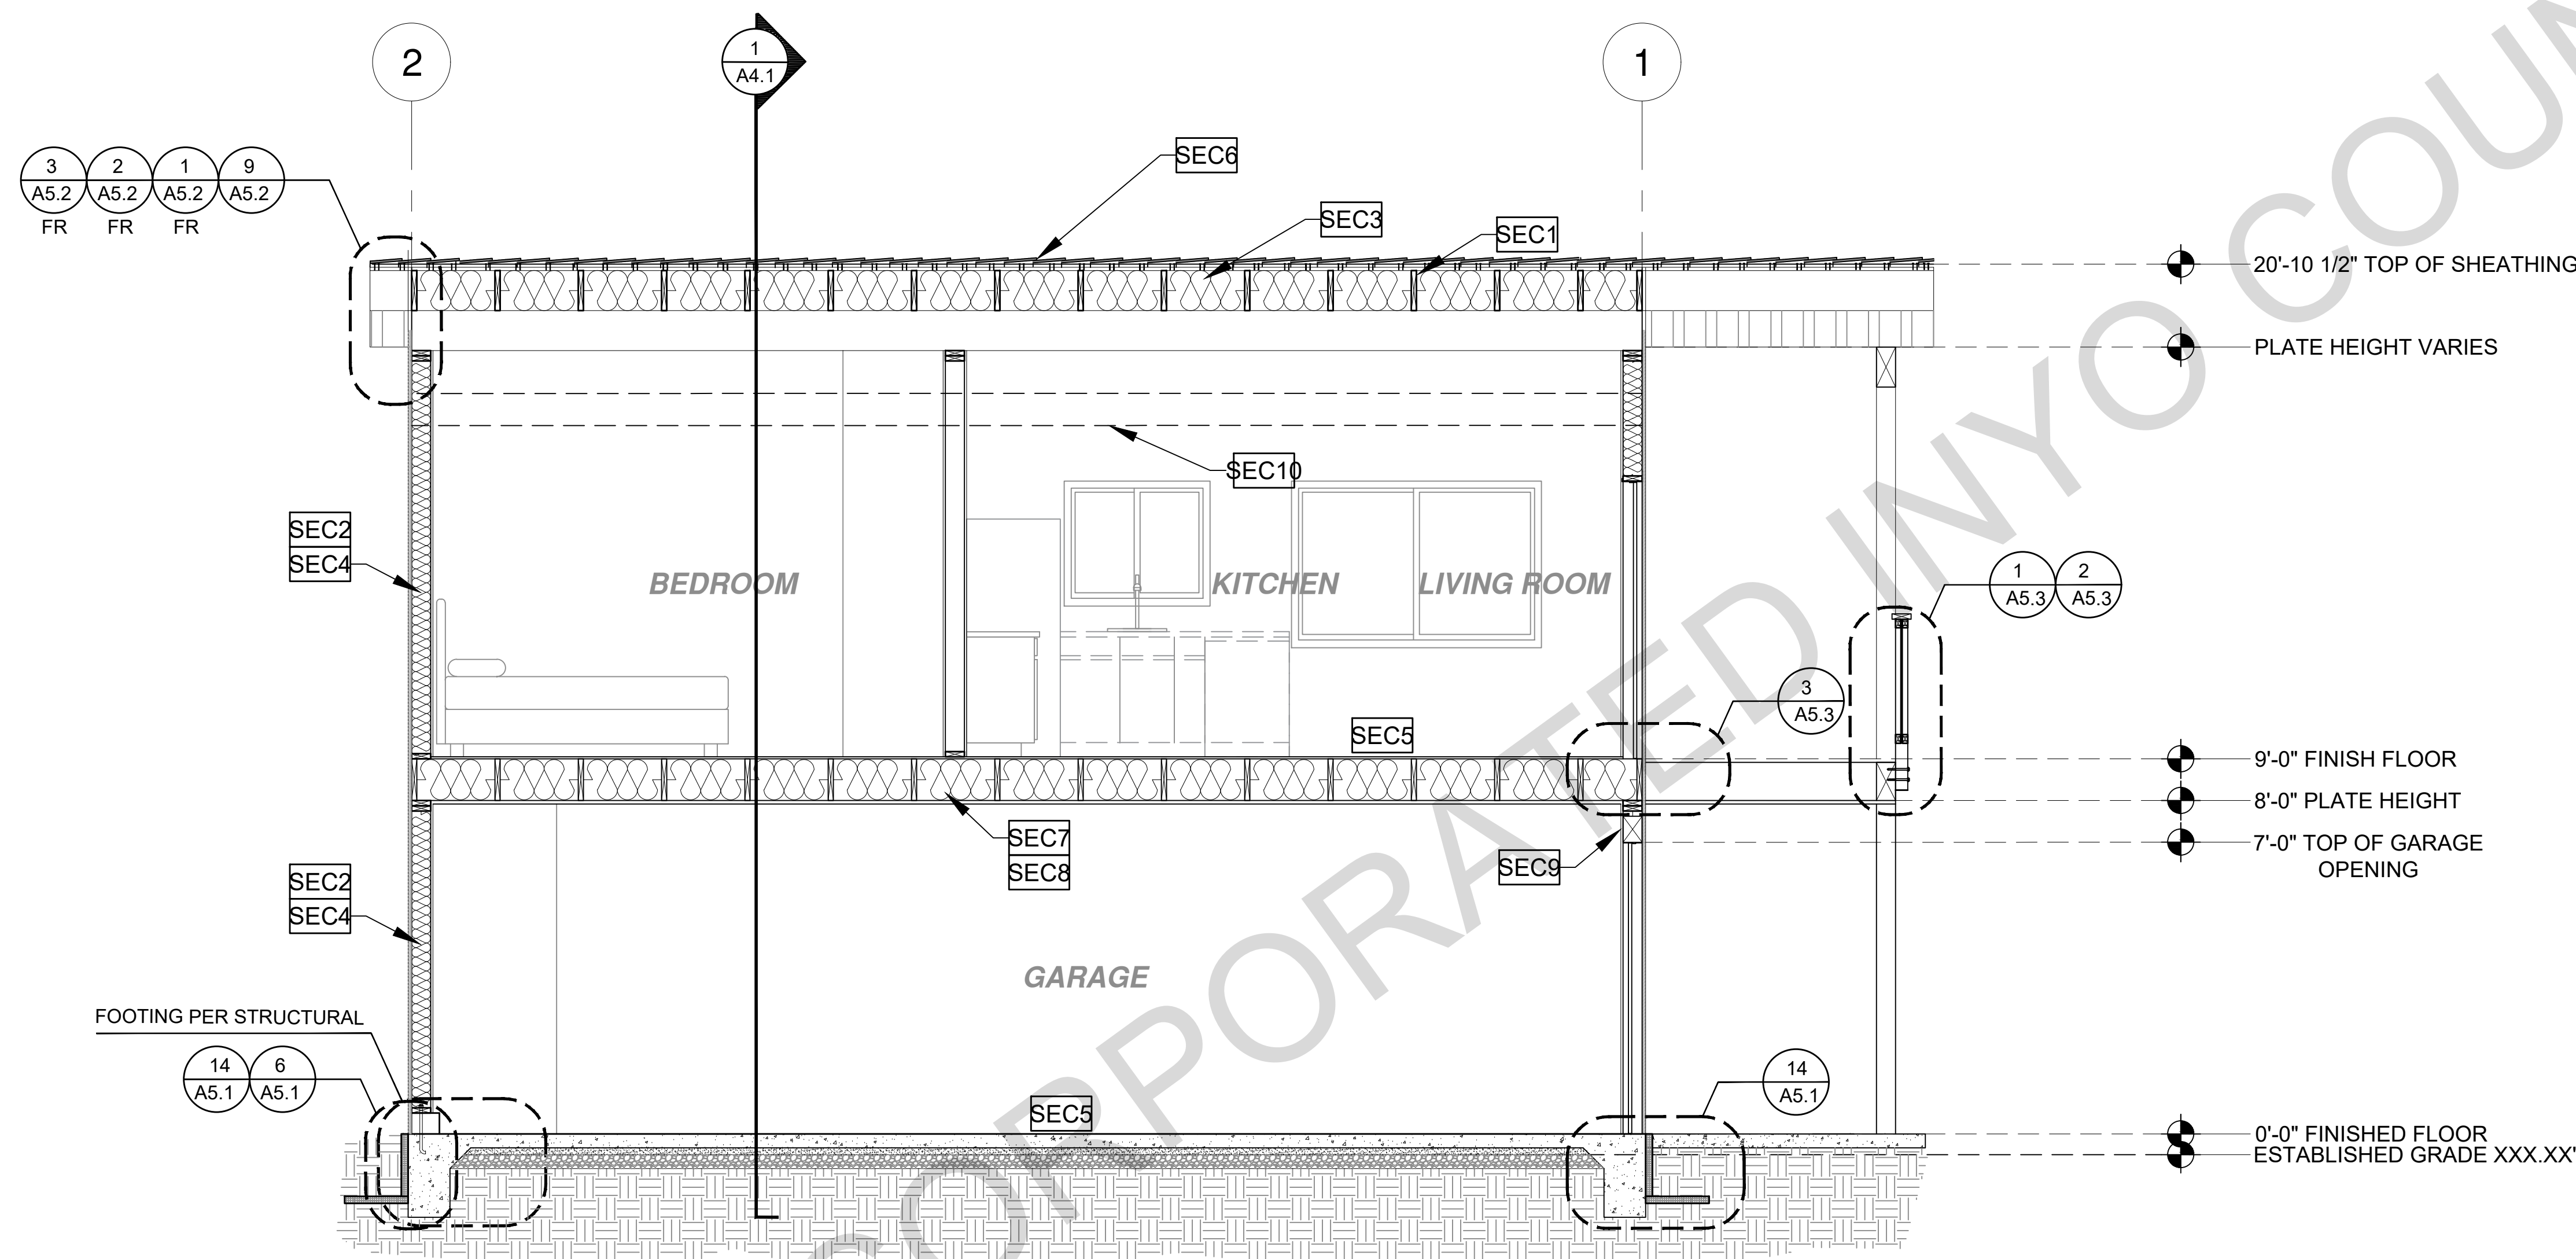 2
1
A4.1
1
3
A5.2
FR
2
A5.2
FR
1
A5.2
FR
9
A5.2
SEC6
SEC3
SEC1
20'-10 1/2" TOP OF SHEATHING
PLATE HEIGHT VARIES
SEC10
SEC2
SEC4
BEDROOM
KITCHEN
LIVING ROOM
1
A5.3
2
A5.3
3
A5.3
SEC5
9'-0" FINISH FLOOR
8'-0" PLATE HEIGHT
7'-0" TOP OF GARAGE
OPENING
SEC7
SEC8
SEC9
SEC2
SEC4
GARAGE
FOOTING PER STRUCTURAL
14
A5.1
6
A5.1
SEC5
14
A5.1
0'-0" FINISHED FLOOR
ESTABLISHED GRADE XXX.XX'
CORPORATED INYO COUN